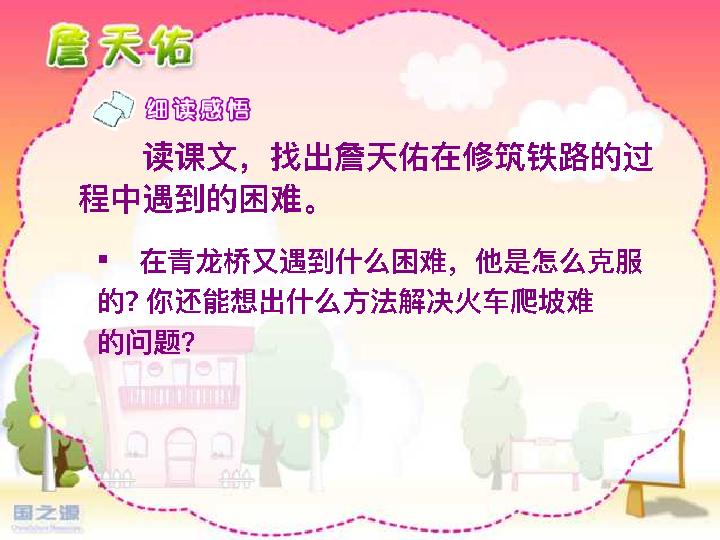 詹天佑
细读感悟
读课文，找出詹天佑在修筑铁路的过
程中遇到的困难。
▪ 在青龙桥又遇到什么困难，他是怎么克服
的？你还能想出什么方法解决火车爬坡难
的问题？
国之源